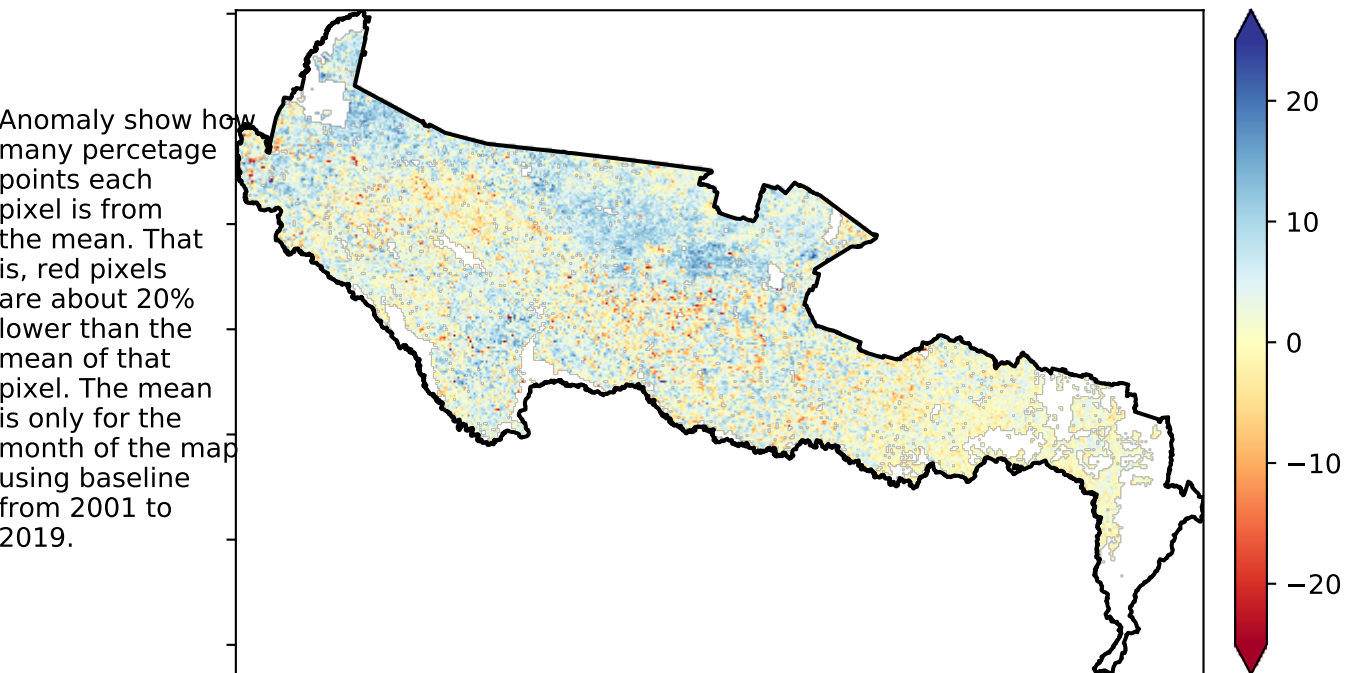 Anomaly show how
many percetage
points each
pixel is from
the mean. That
is, red pixels
are about 20%
lower than the
mean of that
pixel. The mean
is only for the
month of the map
using baseline
from 2001 to
2019.
20
10
0
−10
−20